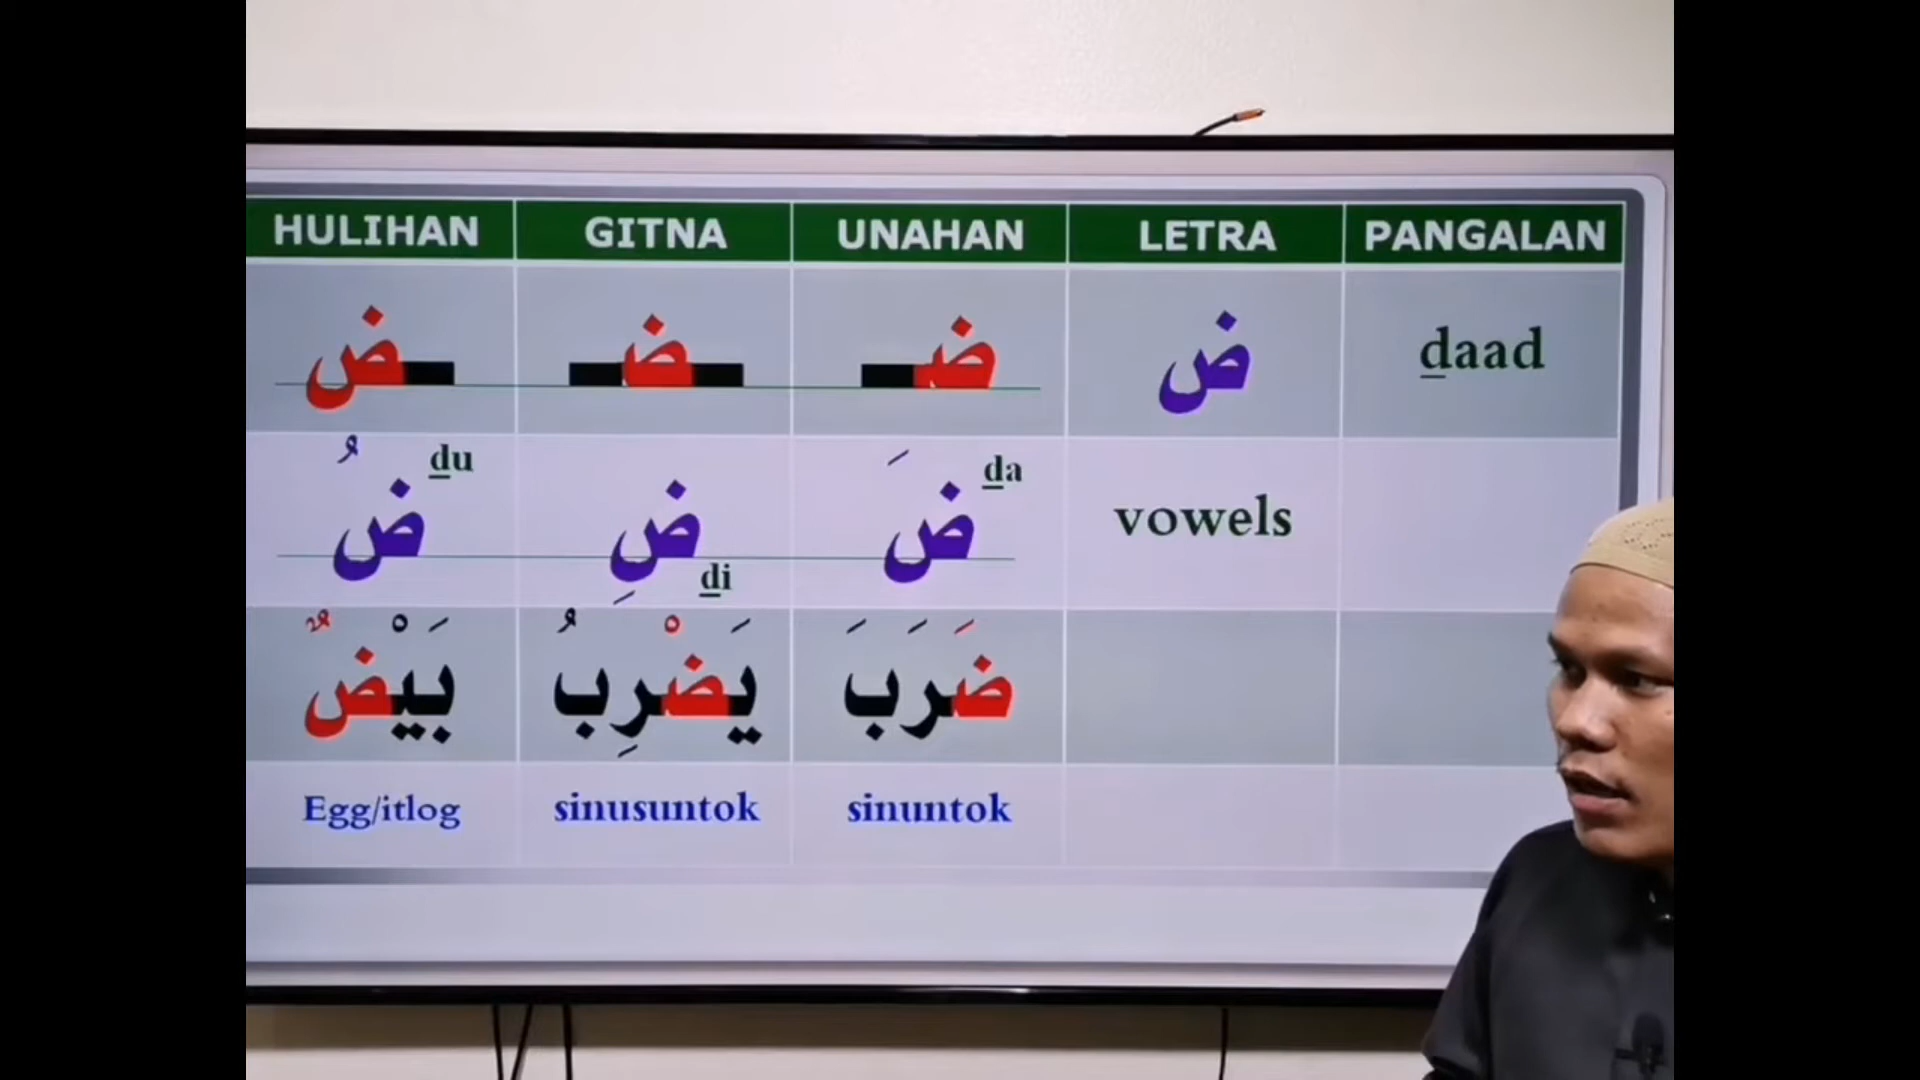 HULIHAN GITNA UNAHAN LETRA PANGALAN
ـض ـضـ ضـ ض daad
ضُ du ضِ di ضَ da vowels
بَيْضٌ يَضْرِبُ ضَرَبَ
Egg/itlog sinusuntok sinuntok